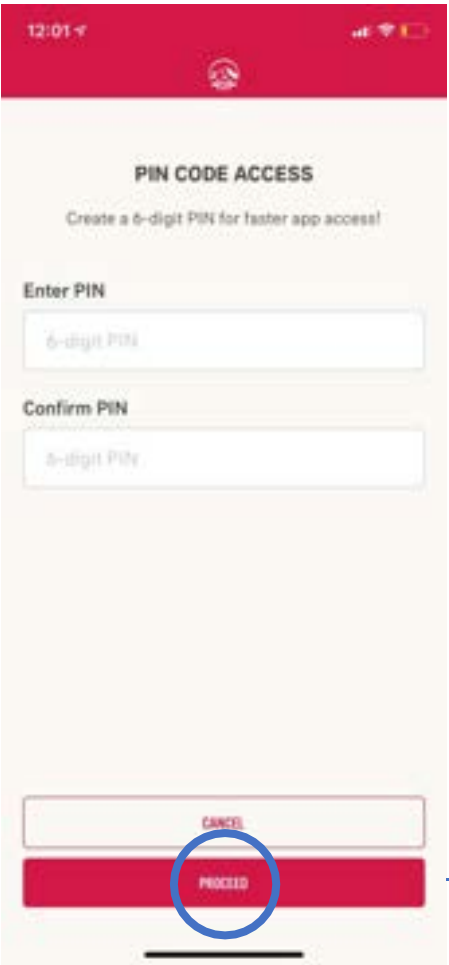 12:01
PIN CODE ACCESS
Create a 6-digit PIN for faster app access!
Enter PIN
6-digit PIN
Confirm PIN
6-digit PIN
CANCEL
PROCEED